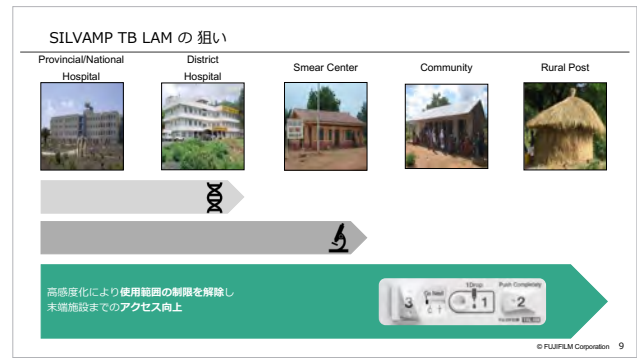 SILVAMP TB LAM の 狙い
Provincial/National
Hospital
District
Hospital
Smear Center
Community
Rural Post
高感度化により使用範囲の制限を解除し
末端施設までのアクセス向上
3
1Drop
1
Push Completely
2
© FUJIFILM Corporation 9